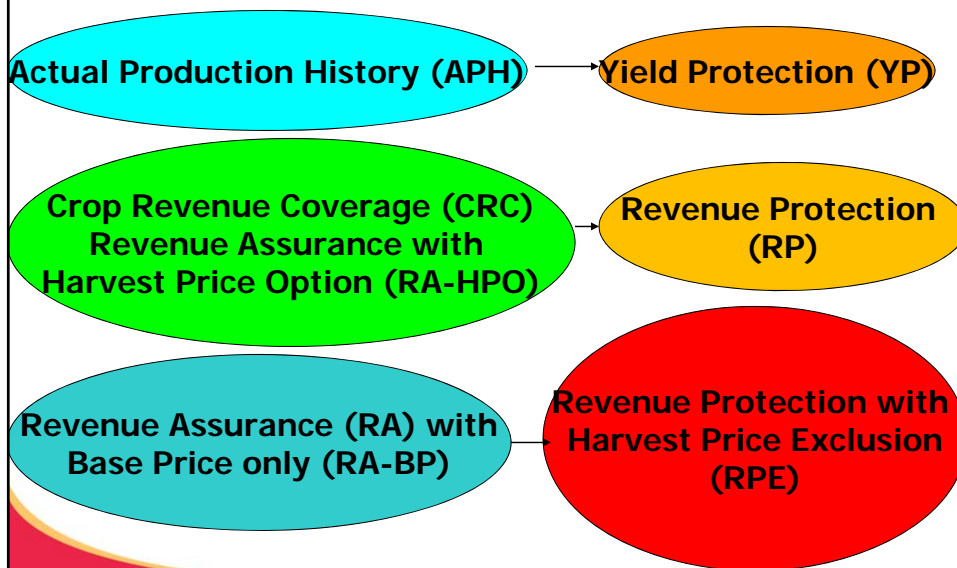 Actual Production History (APH)
Yield Protection (YP)
Crop Revenue Coverage (CRC)
Revenue Assurance with
Harvest Price Option (RA-HPO)
Revenue Protection
(RP)
Revenue Assurance (RA) with
Base Price only (RA-BP)
Revenue Protection with
Harvest Price Exclusion
(RPE)